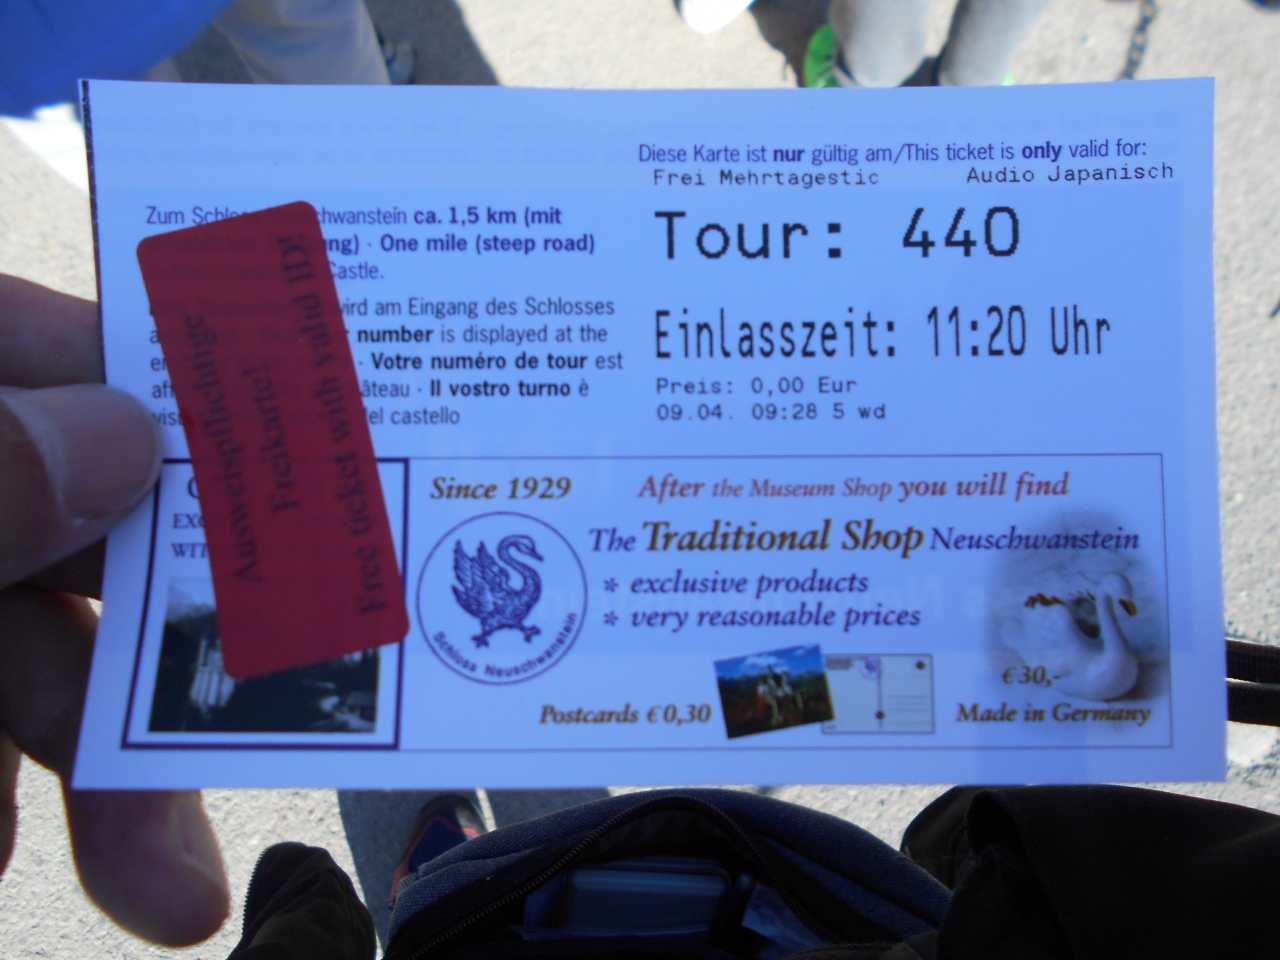 Diese Karte ist nur gültig am/This ticket is only valid for:
Frei Mehrtagestic Audio Japanisch
Tour: 440
Einlasszeit: 11:20 Uhr
Preis: 0,00 Eur
09.04. 09:28 5 wd
Zum hwanstein ca. 1,5 km (mit
One mile (steep road)
Castle.
wird am Eingang des Schlosses
number is displayed at the
Votre numéro de tour est
Il vostro turno è
del castello
Ausweispflichtige
Freikarte!
Free ticket with valid ID!
Since 1929
Schloss Neuschwanstein
After the Museum Shop you will find
The Traditional Shop Neuschwanstein
* exclusive products
* very reasonable prices
Postcards € 0,30
€ 30,-
Made in Germany